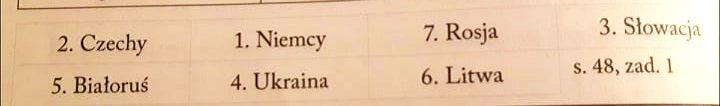 2. Czechy 1. Niemcy 7. Rosja 3. Słowacja
5. Białoruś 4. Ukraina 6. Litwa s. 48, zad. 1